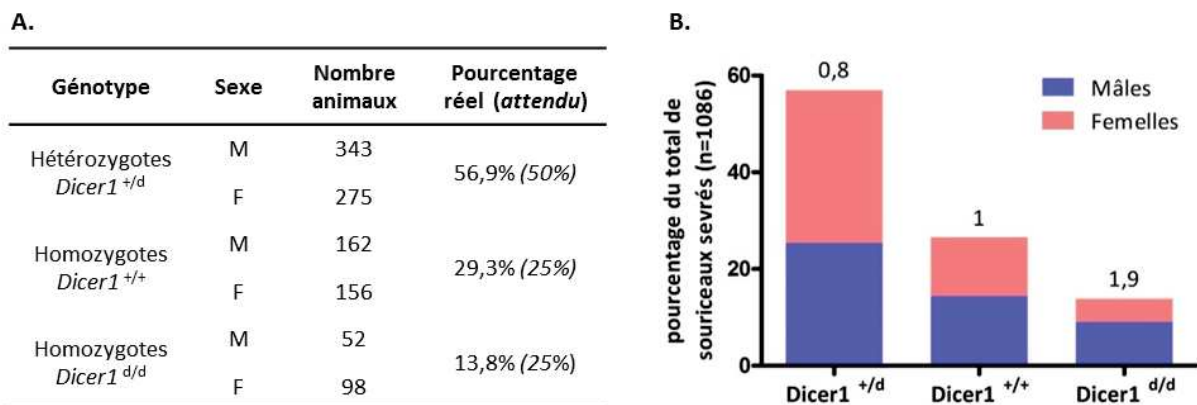 A.
Génotype Sexe Nombre animaux Pourcentage réel (attendu)
Hétérozygotes Dicer1 +/d
M 343
F 275
56,9% (50%)
Homozygotes Dicer1 +/+
M 162
F 156
29,3% (25%)
Homozygotes Dicer1 d/d
M 52
F 98
13,8% (25%)
B.
pourcentage du total de
souriceaux sevrés (n=1086)
60
40
20
0
0,8
1
1,9
Mâles
Femelles
Dicer1 +/d
Dicer1 +/+
Dicer1 d/d